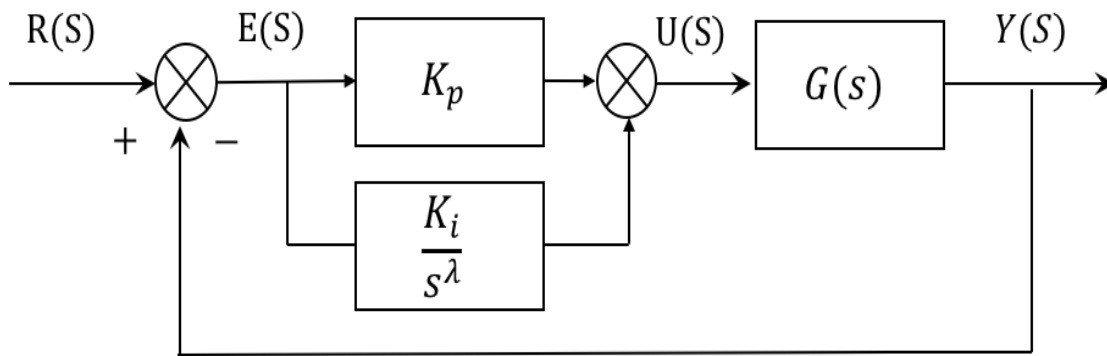 R(S)
E(S)
K_p
U(S)
G(s)
Y(S)
+
−
K_i
s^λ